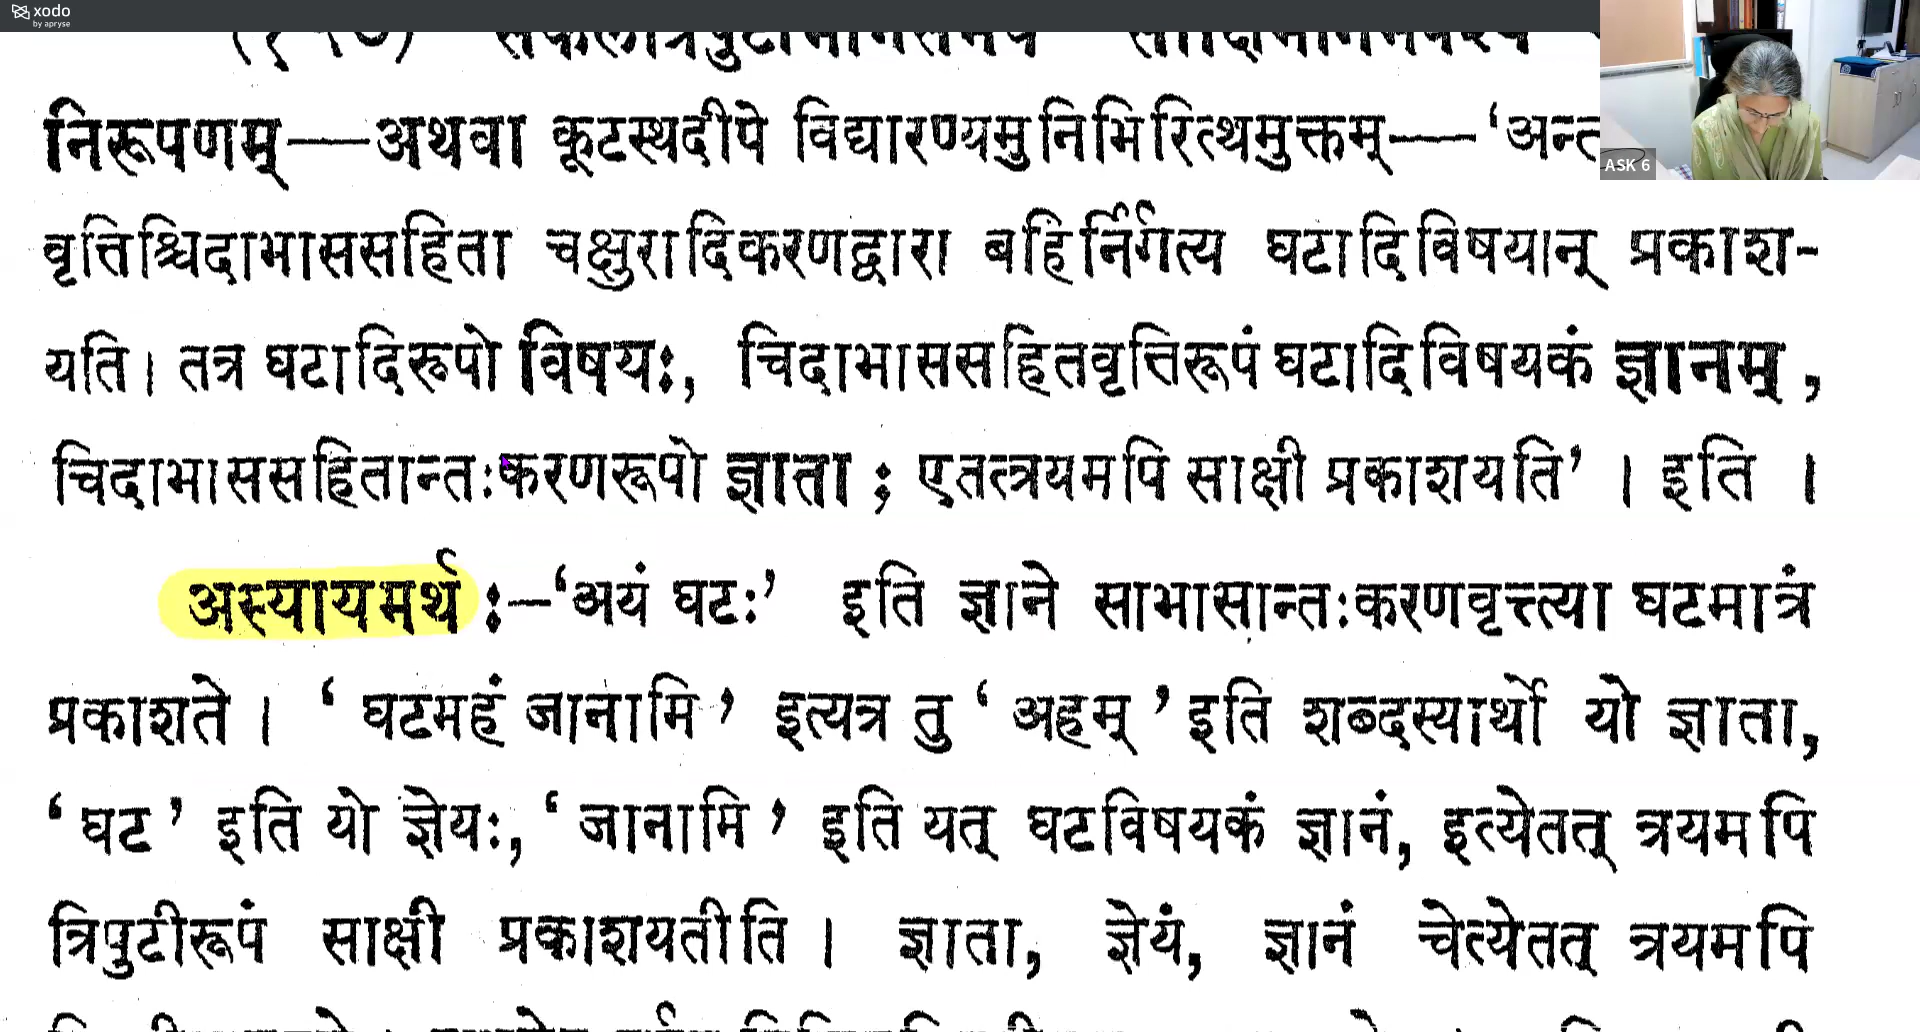 xodo
by apryse
निरूपणम्——अथवा कूटस्थदीपे विद्यारण्यमुनिभिरित्थमुक्तम्——‘अन्त
ASK 6
वृत्तिश्चिदाभाससहिता चक्षुरादिकरणद्वारा बहिर्निर्गत्य घटादिविषयान् प्रकाश-
यति। तत्र घटादिरूपो विषयः, चिदाभाससहितवृत्तिरूपं घटादिविषयकं ज्ञानम्,
चिदाभाससहितान्तःकरणरूपो ज्ञाता; एतत्त्रयमपि साक्षी प्रकाशयति’ । इति ।
अस्यायमर्थः—‘अयं घटः’ इति ज्ञाने साभासान्तःकरणवृत्त्या घटमात्रं
प्रकाशते । ‘घटमहं जानामि’ इत्यत्र तु ‘अहम्’ इति शब्दस्यार्थो यो ज्ञाता,
‘घट’ इति यो ज्ञेयः, ‘जानामि’ इति यत् घटविषयकं ज्ञानं, इत्येतत् त्रयमपि
त्रिपुटीरूपं साक्षी प्रकाशयतीति । ज्ञाता, ज्ञेयं, ज्ञानं चेत्येतत् त्रयमपि